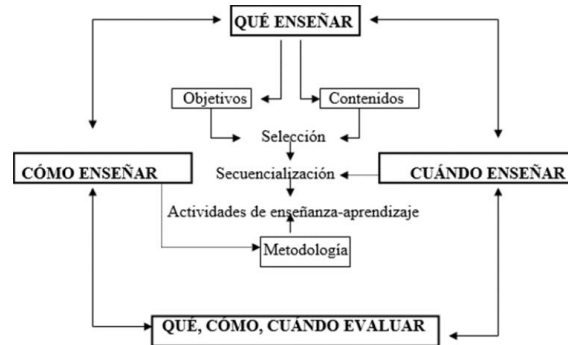 QUÉ ENSEÑAR
Objetivos
Contenidos
Selección
CÓMO ENSEÑAR
Secuencialización
CUÁNDO ENSEÑAR
Actividades de enseñanza-aprendizaje
Metodología
QUÉ, CÓMO, CUÁNDO EVALUAR